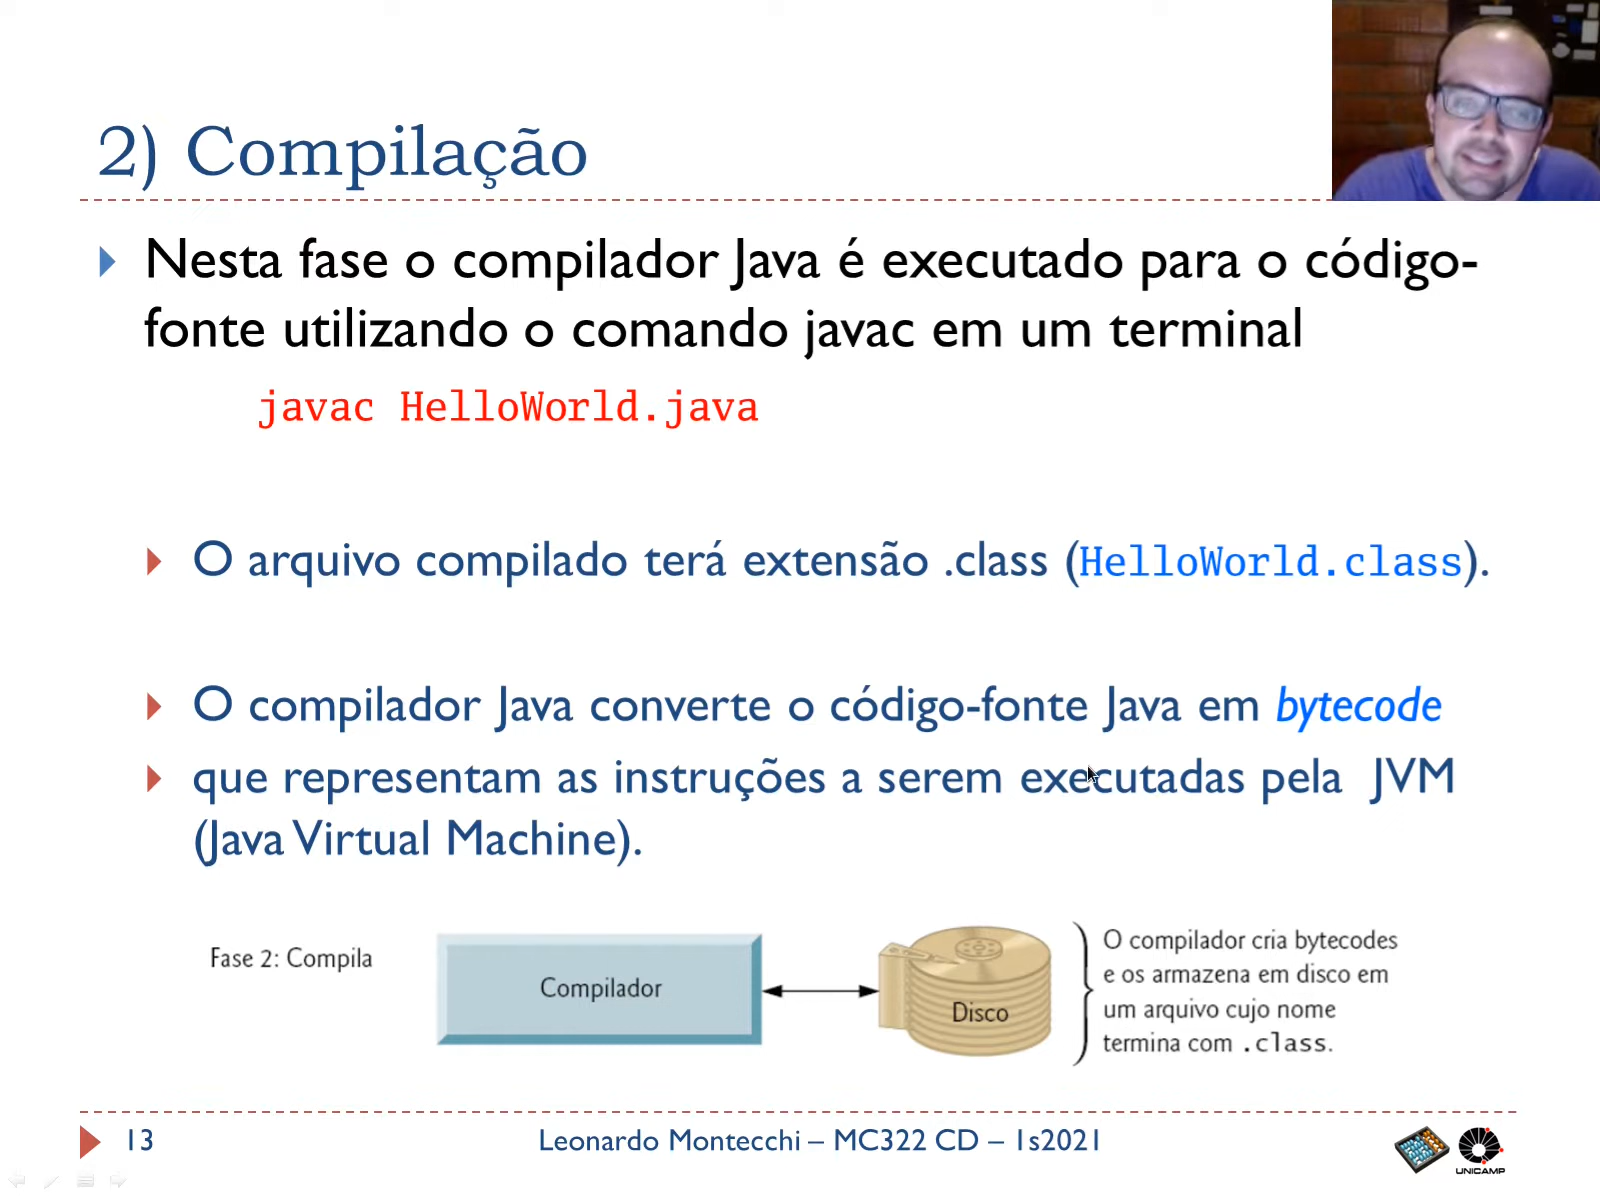 2) Compilação
Nesta fase o compilador Java é executado para o código-
fonte utilizando o comando javac em um terminal
javac HelloWorld.java
O arquivo compilado terá extensão .class (HelloWorld.class).
O compilador Java converte o código-fonte Java em bytecode
que representam as instruções a serem executadas pela JVM
(Java Virtual Machine).
Fase 2: Compila
Compilador
Disco
O compilador cria bytecodes
e os armazena em disco em
um arquivo cujo nome
termina com .class.
13
Leonardo Montecchi – MC322 CD – 1s2021
UNICAMP